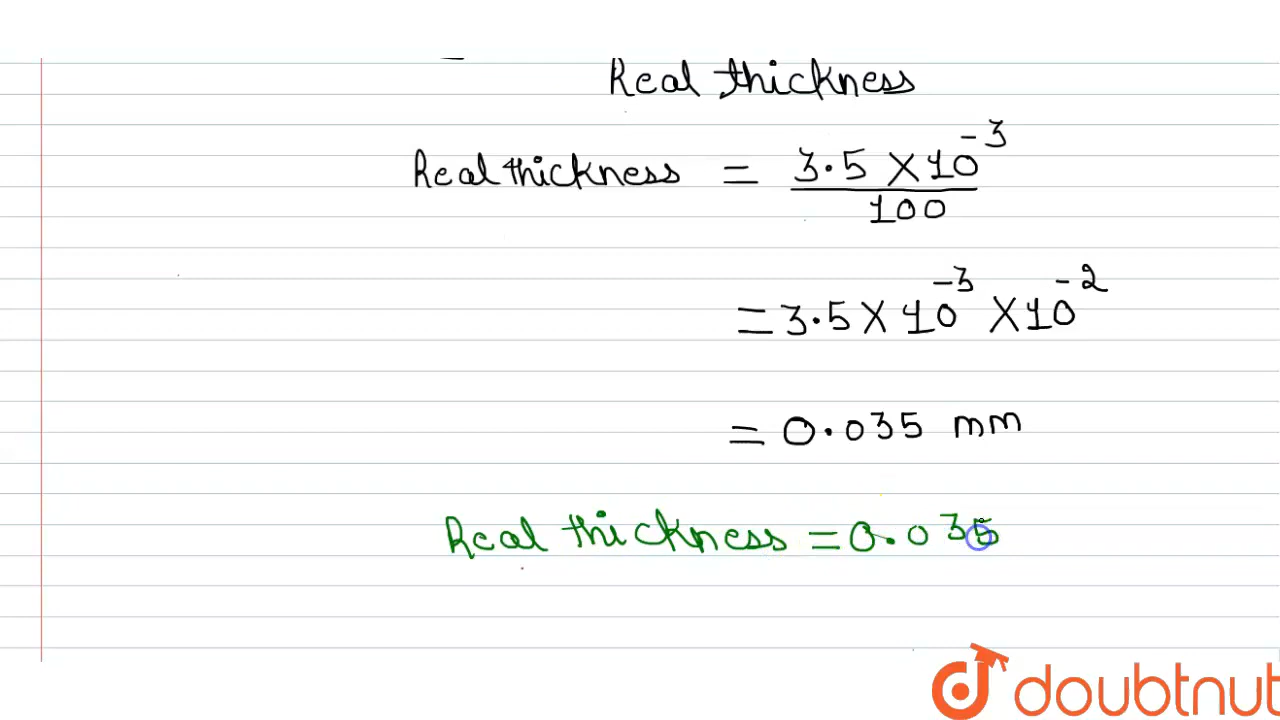 Real thickness
Real thickness = 3.5 × 10⁻³ / 100
= 3.5 × 10⁻³ × 10⁻²
= 0.035 mm
Real thickness = 0.035
doubtnut